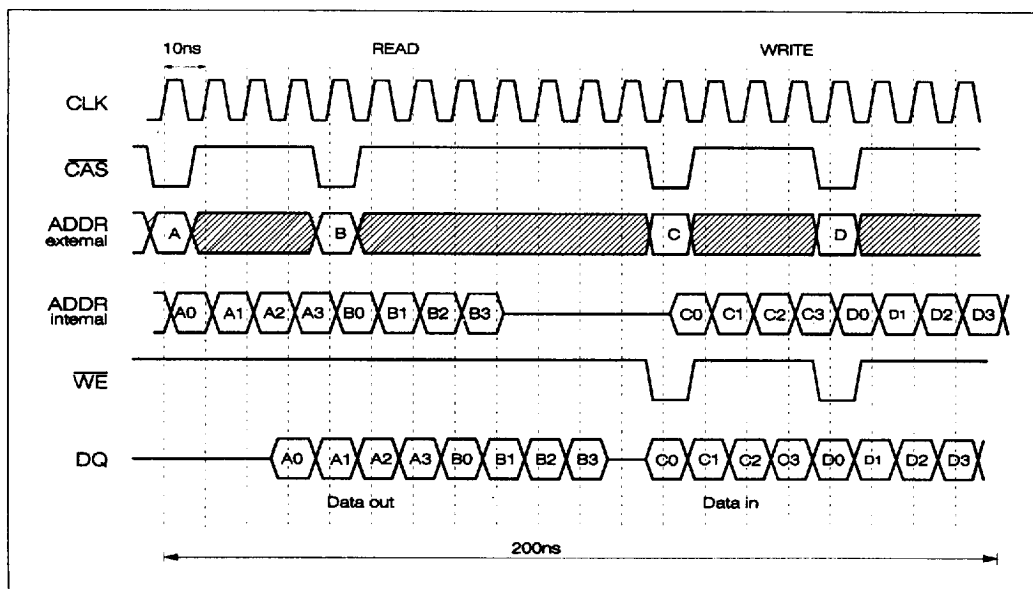 10ns READ WRITE
CLK
CAS
ADDR
external
A B C D
ADDR
internal
A0 A1 A2 A3 B0 B1 B2 B3 C0 C1 C2 C3 D0 D1 D2 D3
WE
DQ
A0 A1 A2 A3 B0 B1 B2 B3 C0 C1 C2 C3 D0 D1 D2 D3
Data out Data in
200ns